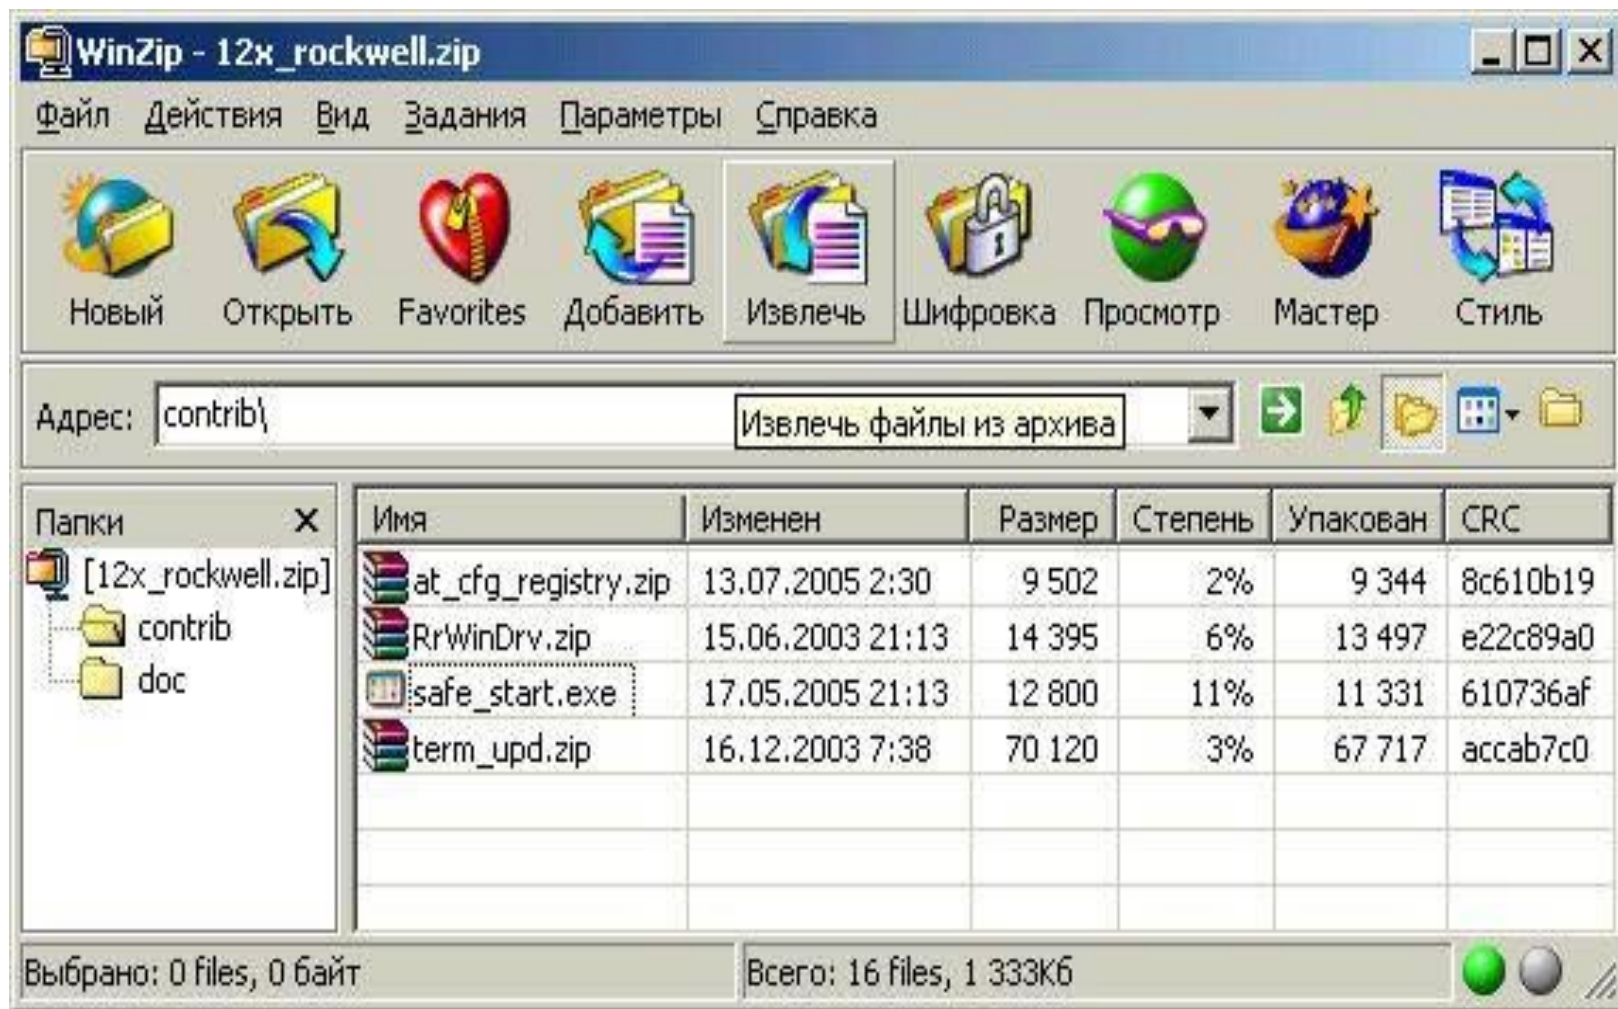 WinZip - 12x_rockwell.zip
Файл Действия Вид Задания Параметры Справка
Новый Открыть Favorites Добавить Извлечь Шифровка Просмотр Мастер Стиль
Адрес: contrib\ Извлечь файлы из архива
Папки Имя Изменен Размер Степень Упакован CRC
[12x_rockwell.zip] at_cfg_registry.zip 13.07.2005 2:30 9 502 2% 9 344 8c610b19
contrib RrWinDrv.zip 15.06.2003 21:13 14 395 6% 13 497 e22c89a0
doc safe_start.exe 17.05.2005 21:13 12 800 11% 11 331 610736af
term_upd.zip 16.12.2003 7:38 70 120 3% 67 717 accab7c0
Выбрано: 0 files, 0 байт Всего: 16 files, 1 333Кб